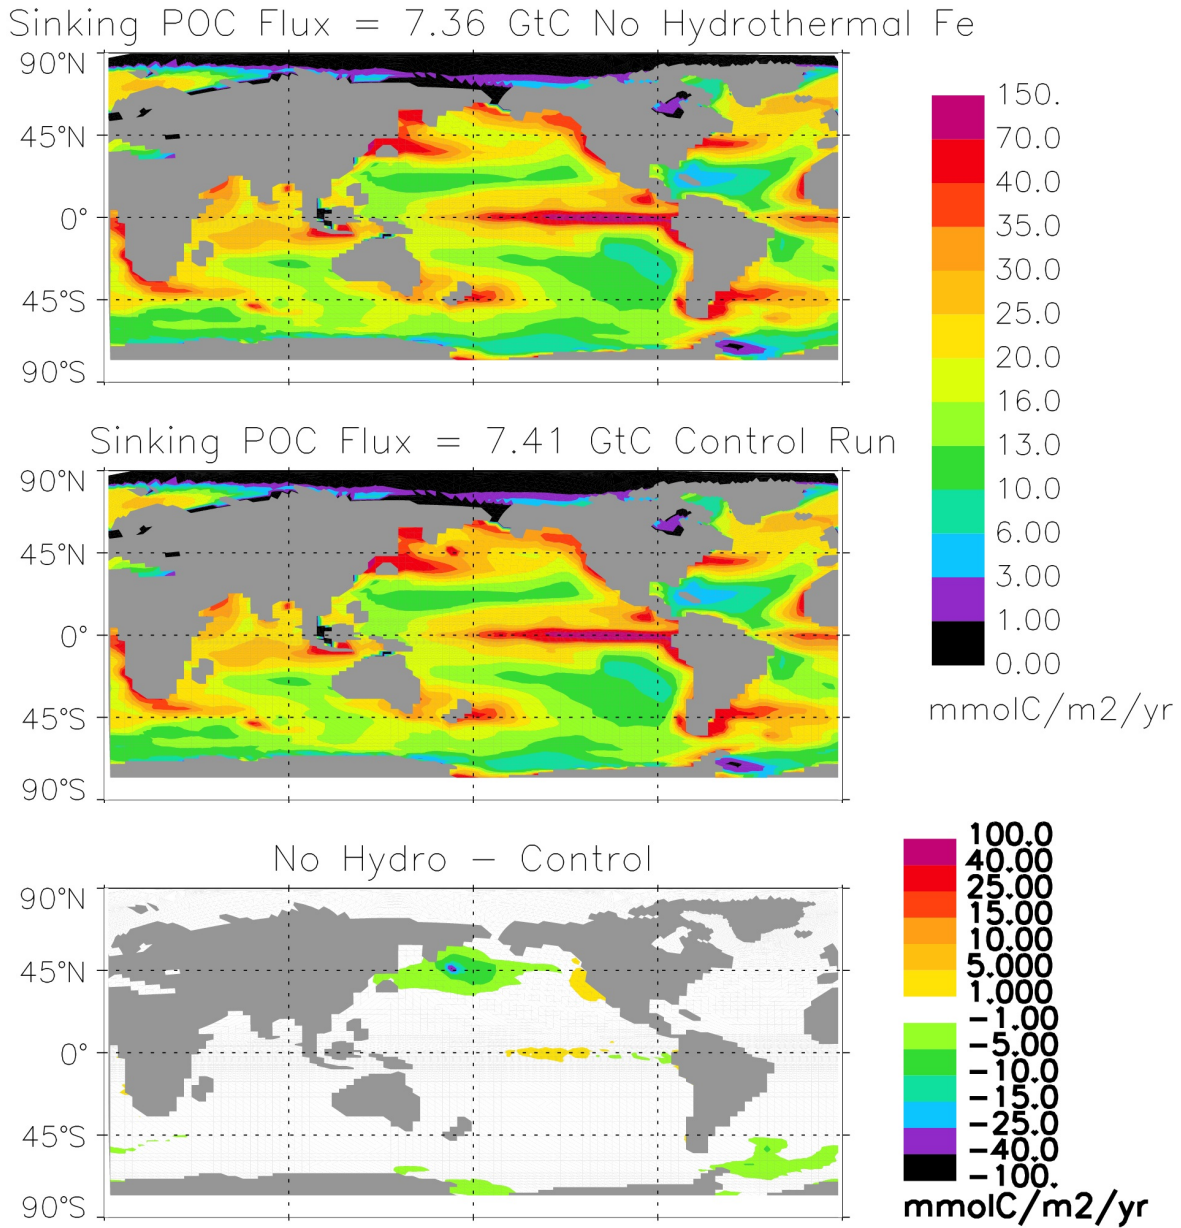 Sinking POC Flux = 7.36 GtC No Hydrothermal Fe
90°N
45°N
0°
45°S
90°S
150.
70.0
40.0
35.0
30.0
25.0
20.0
16.0
13.0
10.0
6.00
3.00
1.00
0.00
mmolC/m2/yr
Sinking POC Flux = 7.41 GtC Control Run
90°N
45°N
0°
45°S
90°S
No Hydro - Control
90°N
45°N
0°
45°S
90°S
100.0
40.00
25.00
15.00
10.00
5.000
1.000
-1.00
-5.00
-10.0
-15.0
-25.0
-40.0
-100.
mmolC/m2/yr